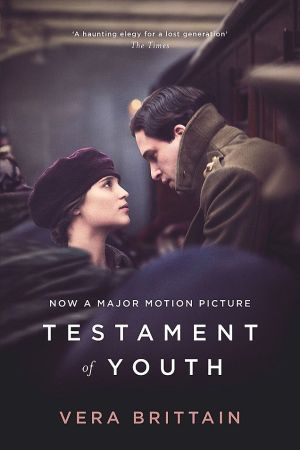 'A haunting elegy for a lost generation'
The Times
NOW A MAJOR MOTION PICTURE
TESTAMENT
of YOUTH
VERA BRITTAIN